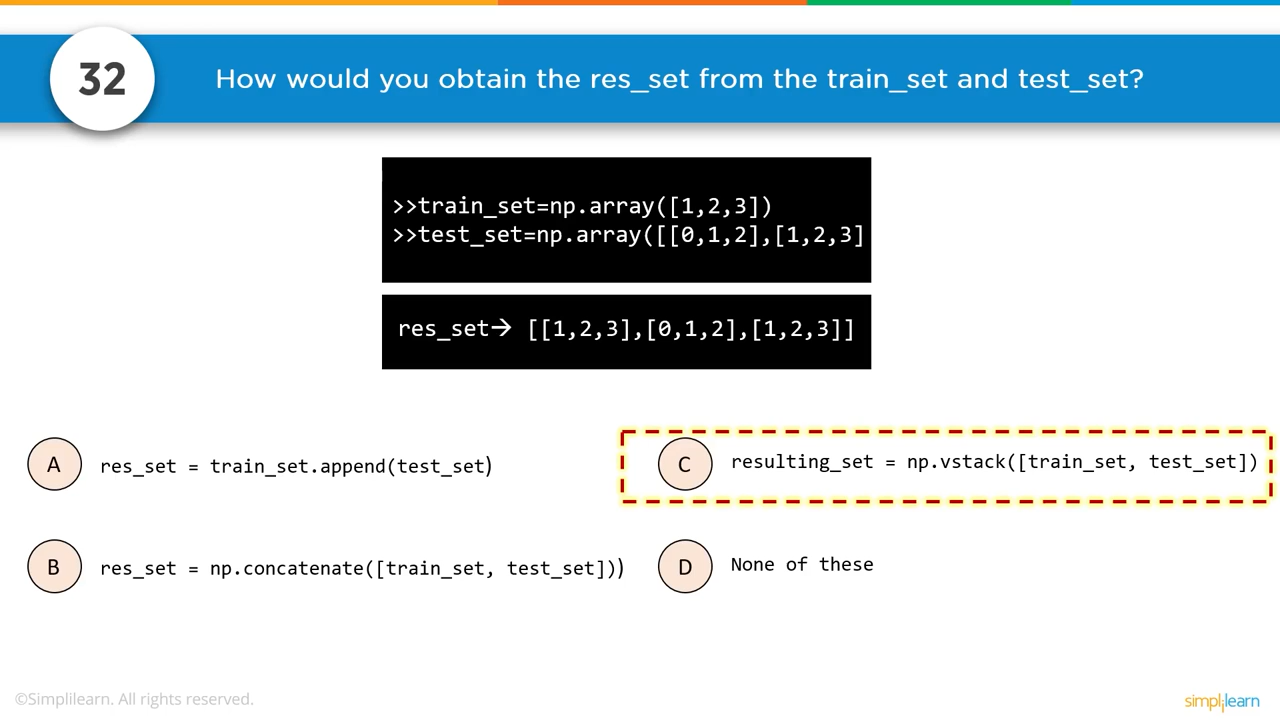 32
How would you obtain the res_set from the train_set and test_set?
>>train_set=np.array([1,2,3])
>>test_set=np.array([[0,1,2],[1,2,3]
res_set→ [[1,2,3],[0,1,2],[1,2,3]]
A res_set = train_set.append(test_set)
B res_set = np.concatenate([train_set, test_set]))
C resulting_set = np.vstack([train_set, test_set])
D None of these
©Simplilearn. All rights reserved.
simplilearn